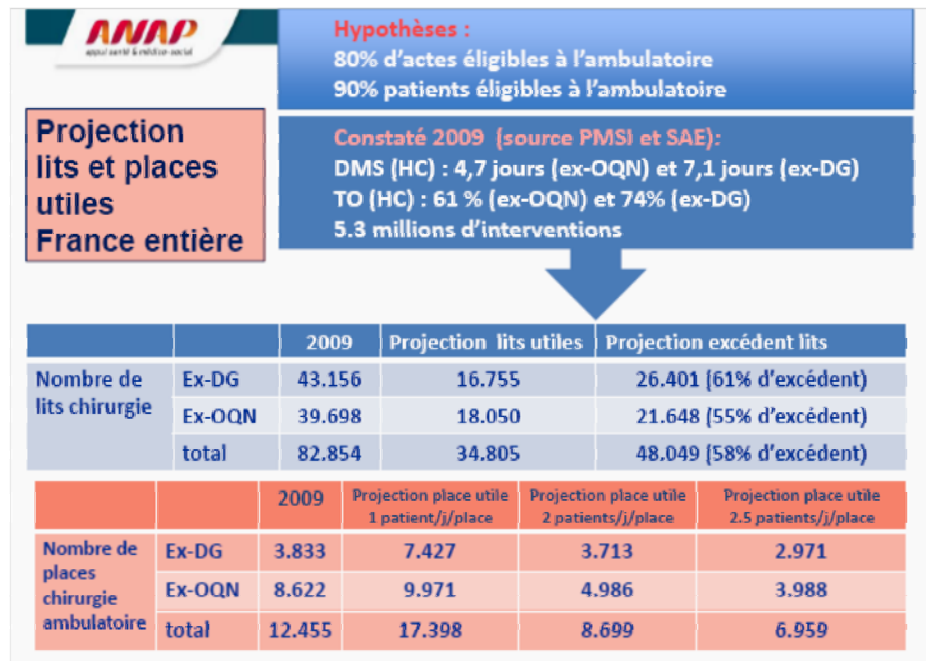 ANAP
appui santé & médico-social
Hypothèses :
80% d'actes éligibles à l'ambulatoire
90% patients éligibles à l'ambulatoire
Projection
lits et places
utiles
France entière
Constaté 2009 (source PMSI et SAE):
DMS (HC) : 4,7 jours (ex-OQN) et 7,1 jours (ex-DG)
TO (HC) : 61 % (ex-OQN) et 74% (ex-DG)
5.3 millions d'interventions
2009 Projection lits utiles Projection excédent lits
Nombre de lits chirurgie Ex-DG 43.156 16.755 26.401 (61% d'excédent)
Ex-OQN 39.698 18.050 21.648 (55% d'excédent)
total 82.854 34.805 48.049 (58% d'excédent)
2009 Projection place utile 1 patient/j/place Projection place utile 2 patients/j/place Projection place utile 2.5 patients/j/place
Nombre de places chirurgie ambulatoire Ex-DG 3.833 7.427 3.713 2.971
Ex-OQN 8.622 9.971 4.986 3.988
total 12.455 17.398 8.699 6.959